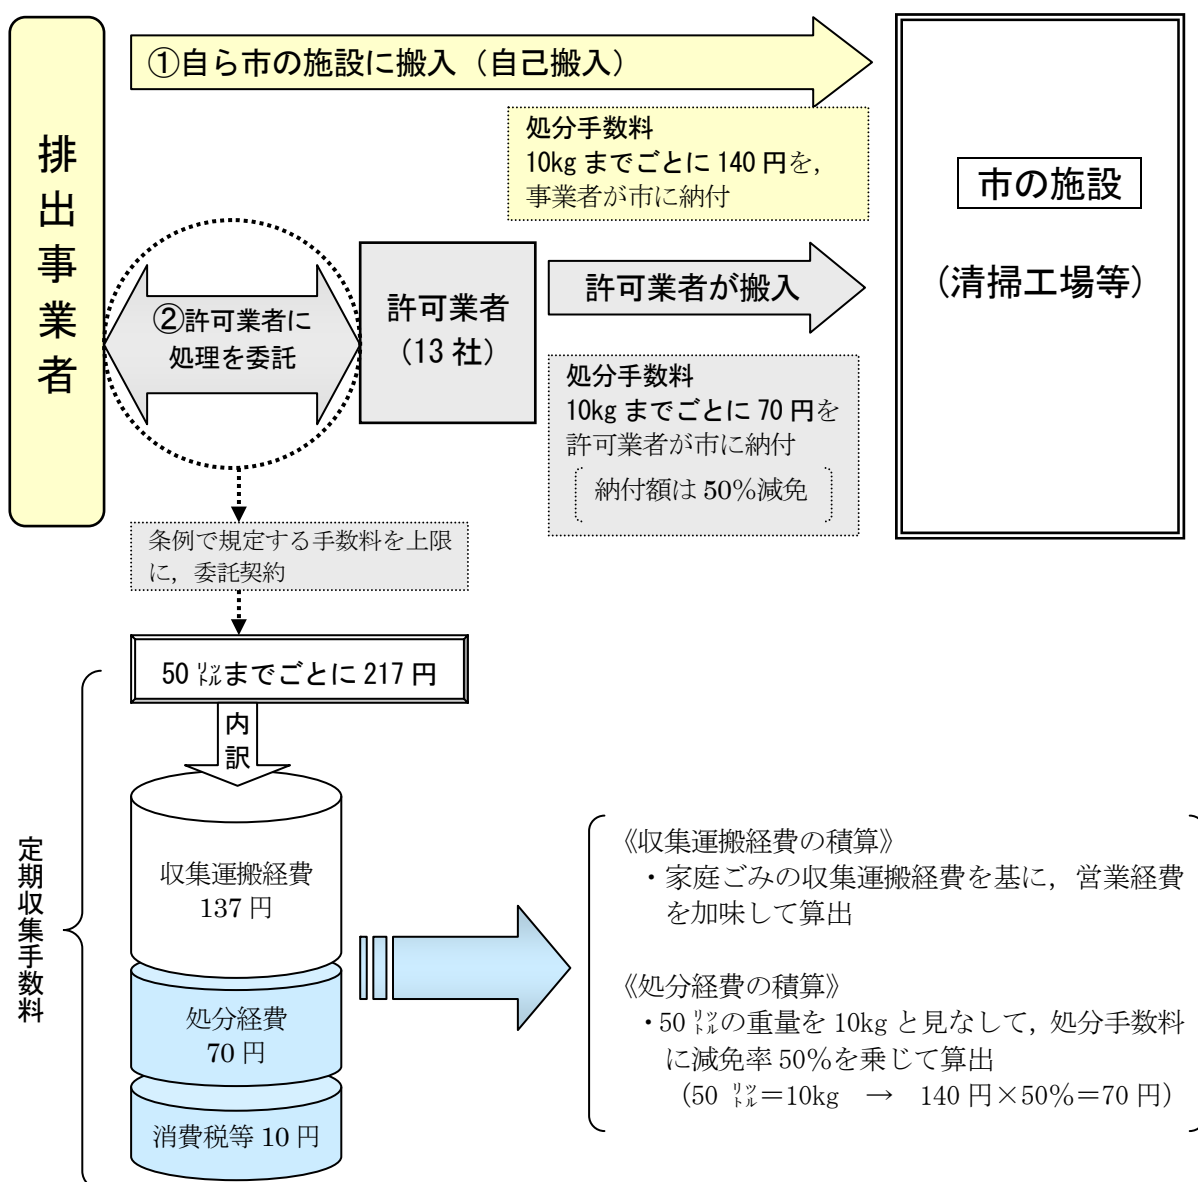 排出事業者
①自ら市の施設に搬入（自己搬入）
処分手数料
10kg までごとに 140 円を，
事業者が市に納付
市の施設
（清掃工場等）
②許可業者に
処理を委託
許可業者
（13 社）
許可業者が搬入
処分手数料
10kg までごとに 70 円を
許可業者が市に納付
納付額は 50％減免
条例で規定する手数料を上限
に，委託契約
50 ㍑までごとに 217 円
内訳
定期収集手数料
収集運搬経費
137 円
処分経費
70 円
消費税等 10 円
《収集運搬経費の積算》
・家庭ごみの収集運搬経費を基に，営業経費
を加味して算出
《処分経費の積算》
・50 ㍑の重量を 10kg と見なして，処分手数料
に減免率 50％を乗じて算出
（50 ㍑＝10kg　→　140 円×50％＝70 円）